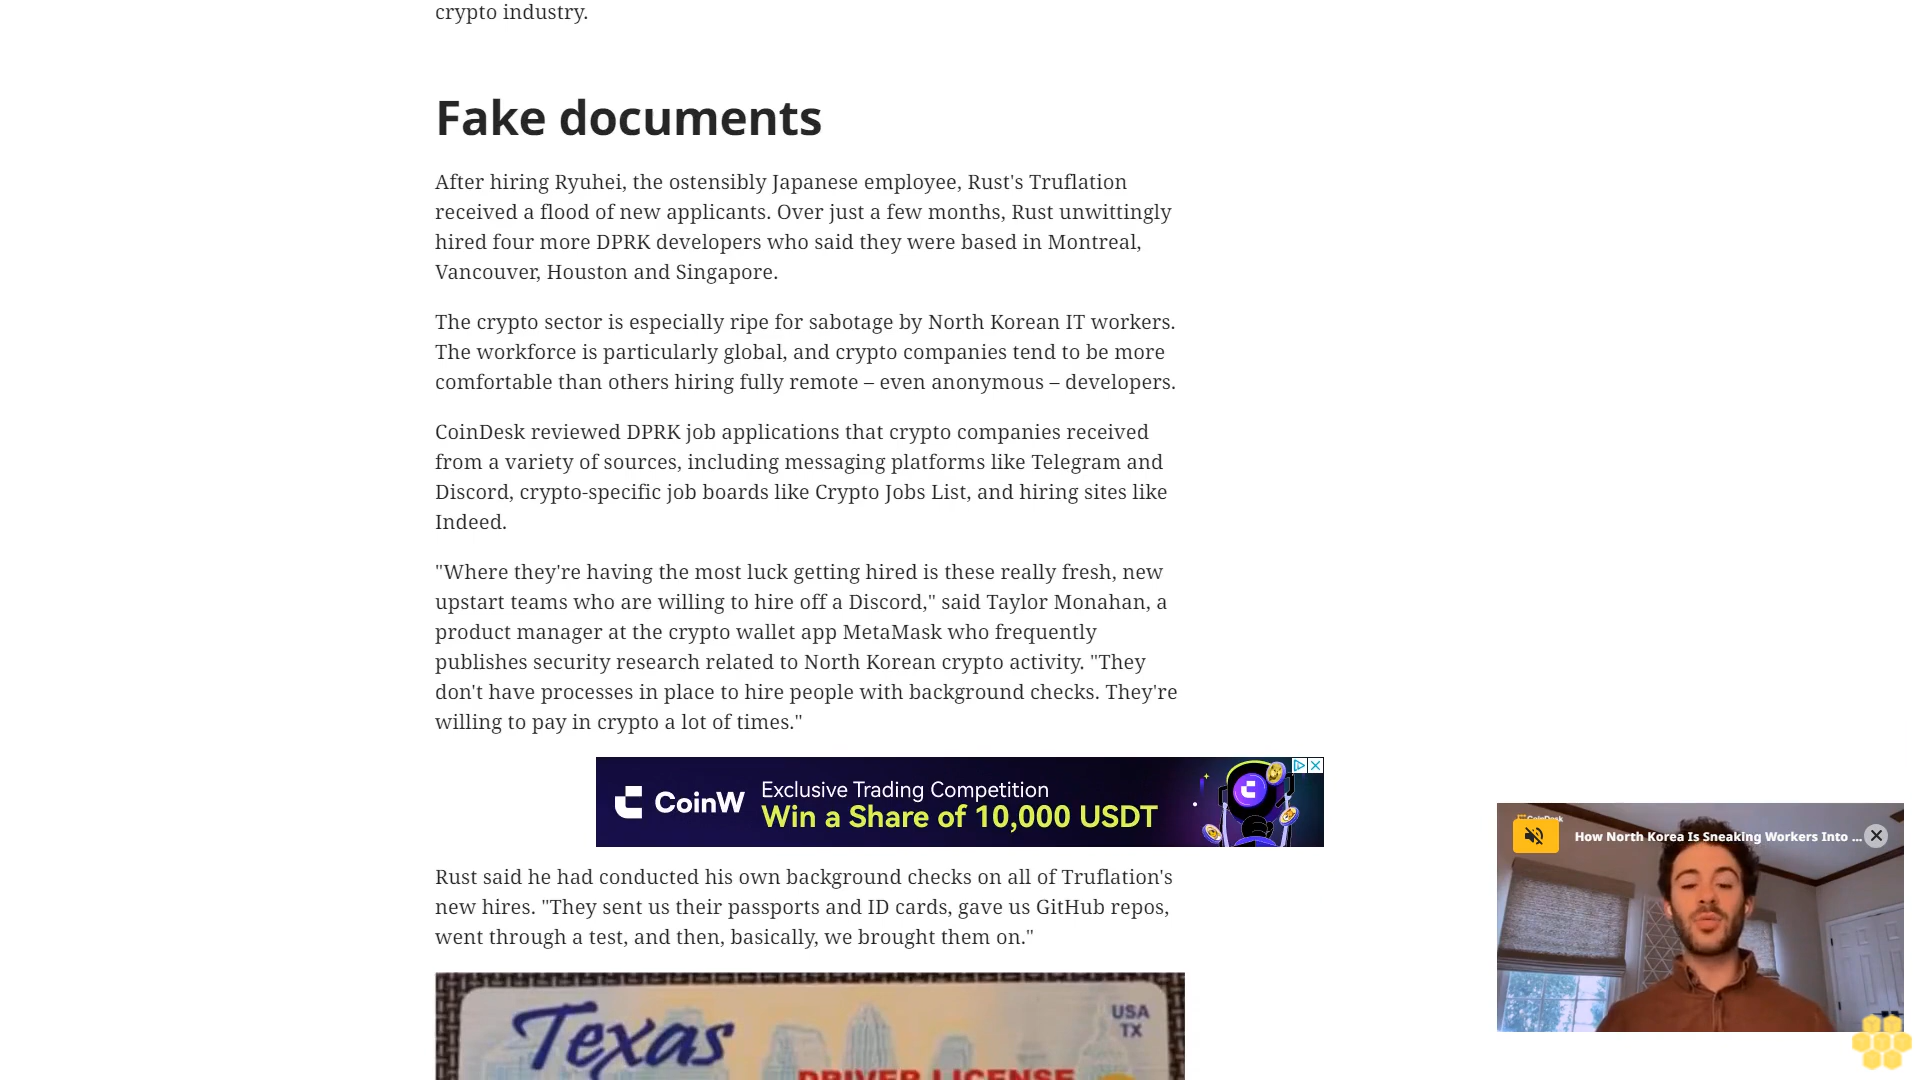 crypto industry.
Fake documents
After hiring Ryuhei, the ostensibly Japanese employee, Rust's Truflation
received a flood of new applicants. Over just a few months, Rust unwittingly
hired four more DPRK developers who said they were based in Montreal,
Vancouver, Houston and Singapore.
The crypto sector is especially ripe for sabotage by North Korean IT workers.
The workforce is particularly global, and crypto companies tend to be more
comfortable than others hiring fully remote – even anonymous – developers.
CoinDesk reviewed DPRK job applications that crypto companies received
from a variety of sources, including messaging platforms like Telegram and
Discord, crypto-specific job boards like Crypto Jobs List, and hiring sites like
Indeed.
"Where they're having the most luck getting hired is these really fresh, new
upstart teams who are willing to hire off a Discord," said Taylor Monahan, a
product manager at the crypto wallet app MetaMask who frequently
publishes security research related to North Korean crypto activity. "They
don't have processes in place to hire people with background checks. They're
willing to pay in crypto a lot of times."
CoinW
Exclusive Trading Competition
Win a Share of 10,000 USDT
Rust said he had conducted his own background checks on all of Truflation's
new hires. "They sent us their passports and ID cards, gave us GitHub repos,
went through a test, and then, basically, we brought them on."
CoinDesk
How North Korea Is Sneaking Workers Into ...
Texas
USA
TX
DRIVER LICENSE